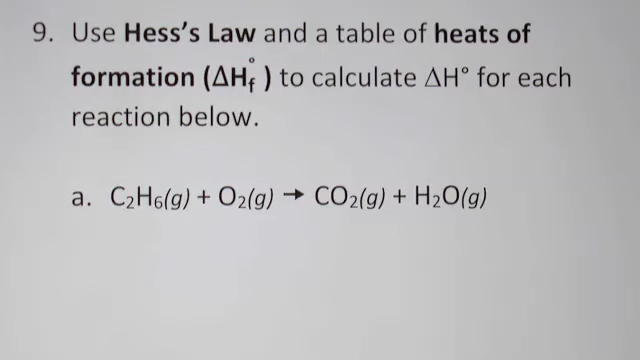 9. Use Hess’s Law and a table of heats of
formation (ΔH°f ) to calculate ΔH° for each
reaction below.
a. C₂H₆(g) + O₂(g) → CO₂(g) + H₂O(g)